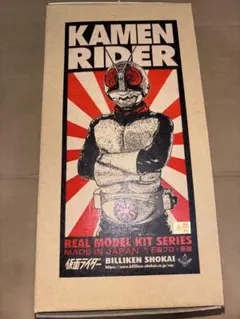 KAMEN
RIDER
REAL MODEL KIT SERIES
MADE IN JAPAN
仮面ライダー
BILLIKEN SHOKAI